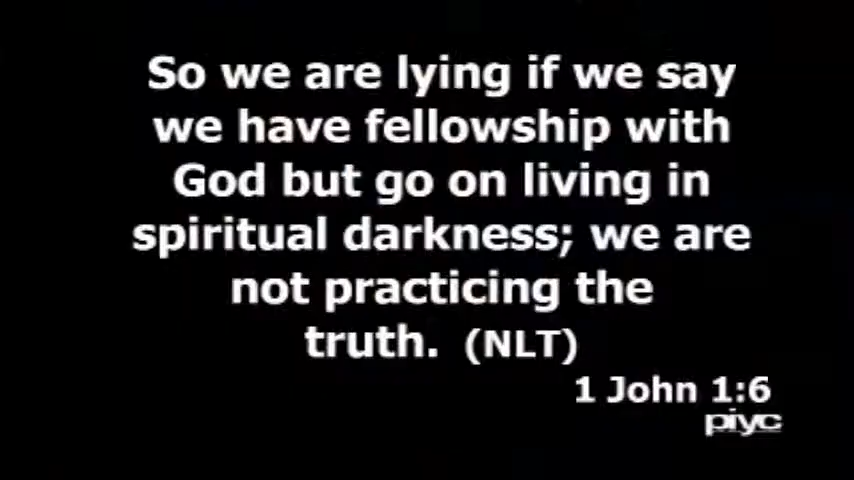 So we are lying if we say
we have fellowship with
God but go on living in
spiritual darkness; we are
not practicing the
truth. (NLT)
1 John 1:6
piyc